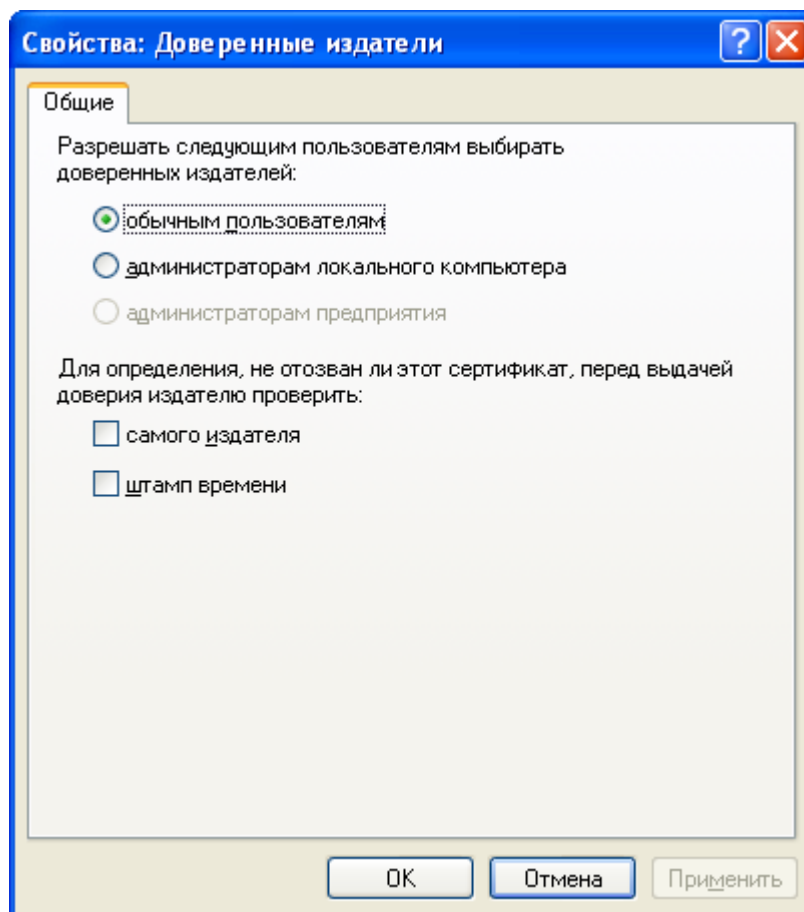 Свойства: Доверенные издатели
Общие
Разрешать следующим пользователям выбирать
доверенных издателей:
обычным пользователям
администраторам локального компьютера
администраторам предприятия
Для определения, не отозван ли этот сертификат, перед выдачей
доверия издателю проверить:
самого издателя
штамп времени
OK Отмена Применить